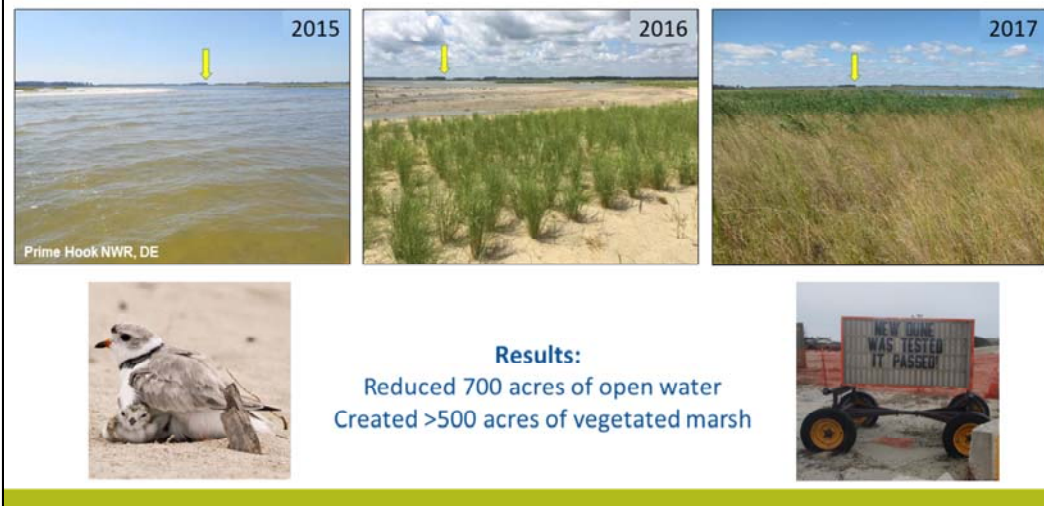 2015
2016
2017
Prime Hook NWR, DE
Results:
Reduced 700 acres of open water
Created >500 acres of vegetated marsh
NEW DUNE
WAS TESTED
IT PASSED!